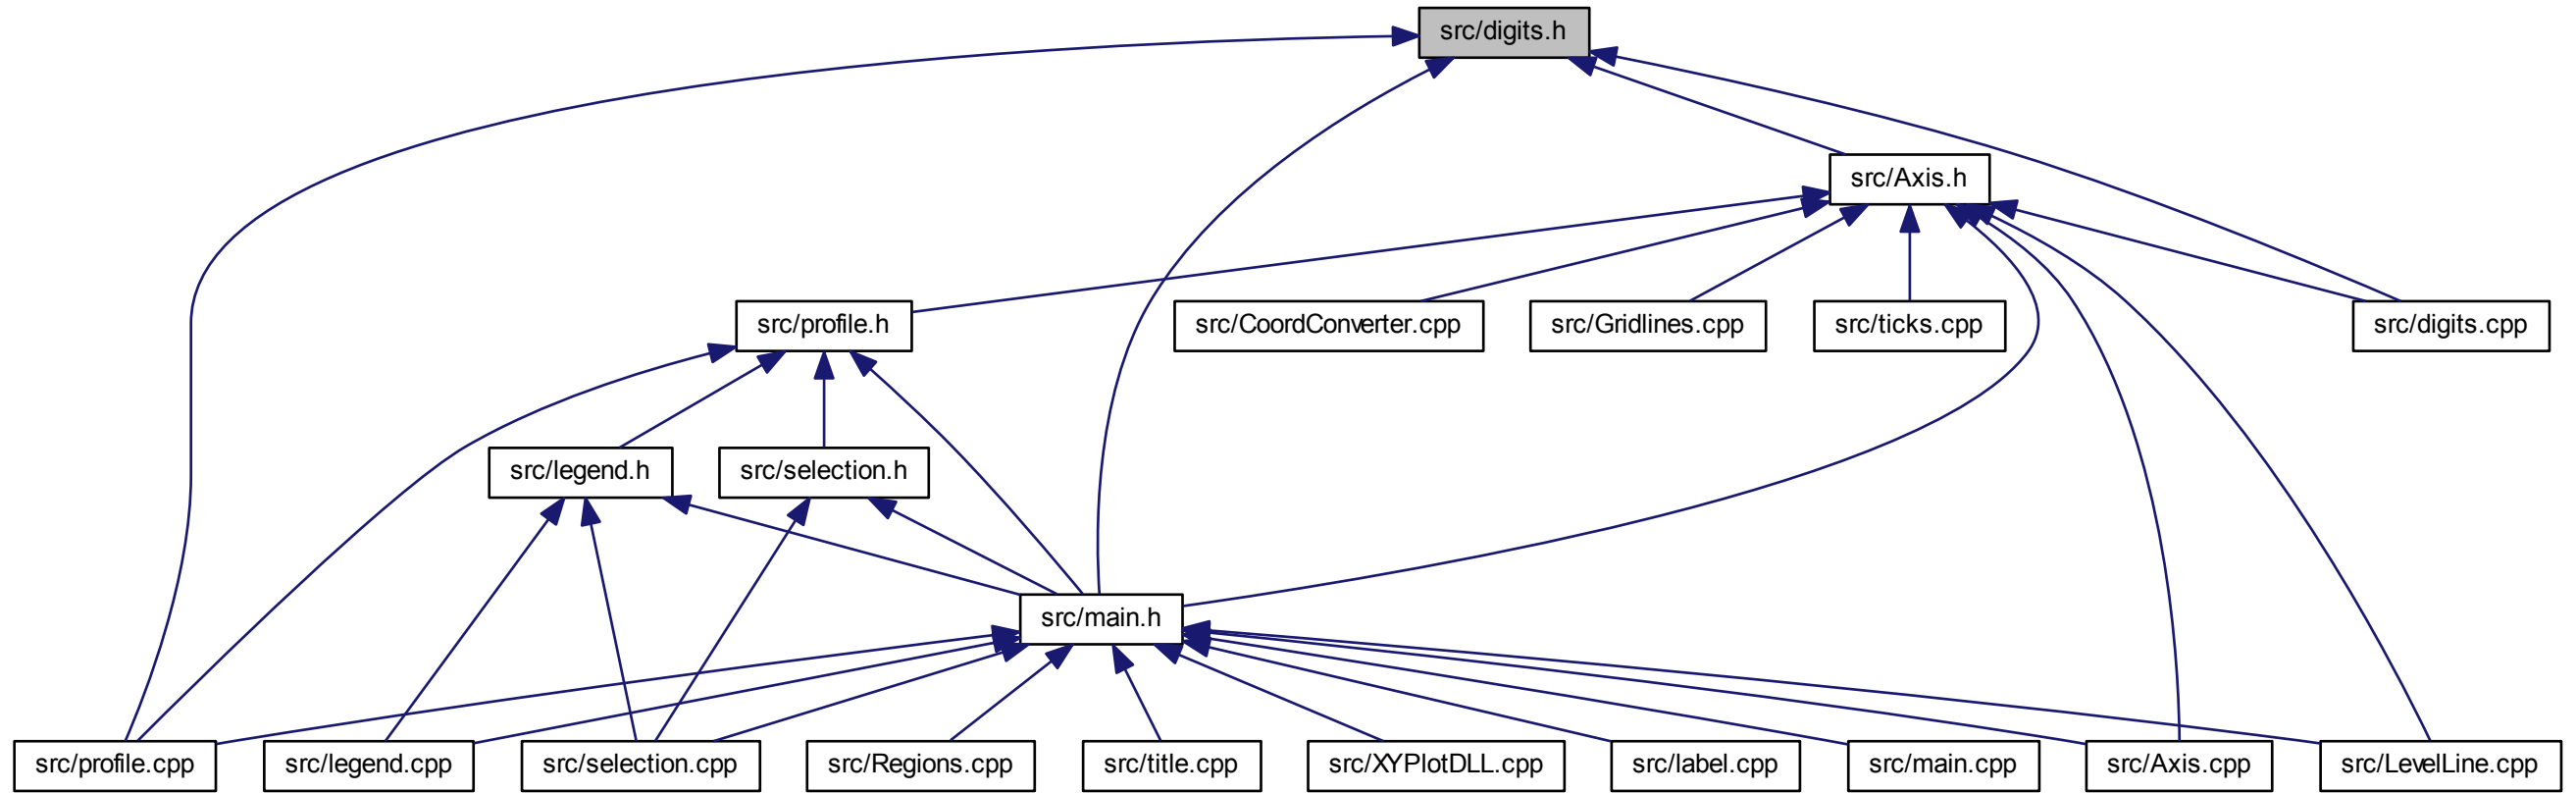 src/digits.h
src/Axis.h
src/profile.h
src/CoordConverter.cpp
src/Gridlines.cpp
src/ticks.cpp
src/digits.cpp
src/legend.h
src/selection.h
src/main.h
src/profile.cpp
src/legend.cpp
src/selection.cpp
src/Regions.cpp
src/title.cpp
src/XYPlotDLL.cpp
src/label.cpp
src/main.cpp
src/Axis.cpp
src/LevelLine.cpp